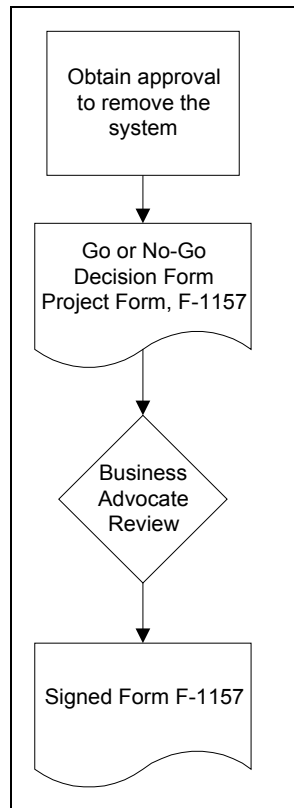 Obtain approval
to remove the
system
Go or No-Go
Decision Form
Project Form, F-1157
Business
Advocate
Review
Signed Form F-1157